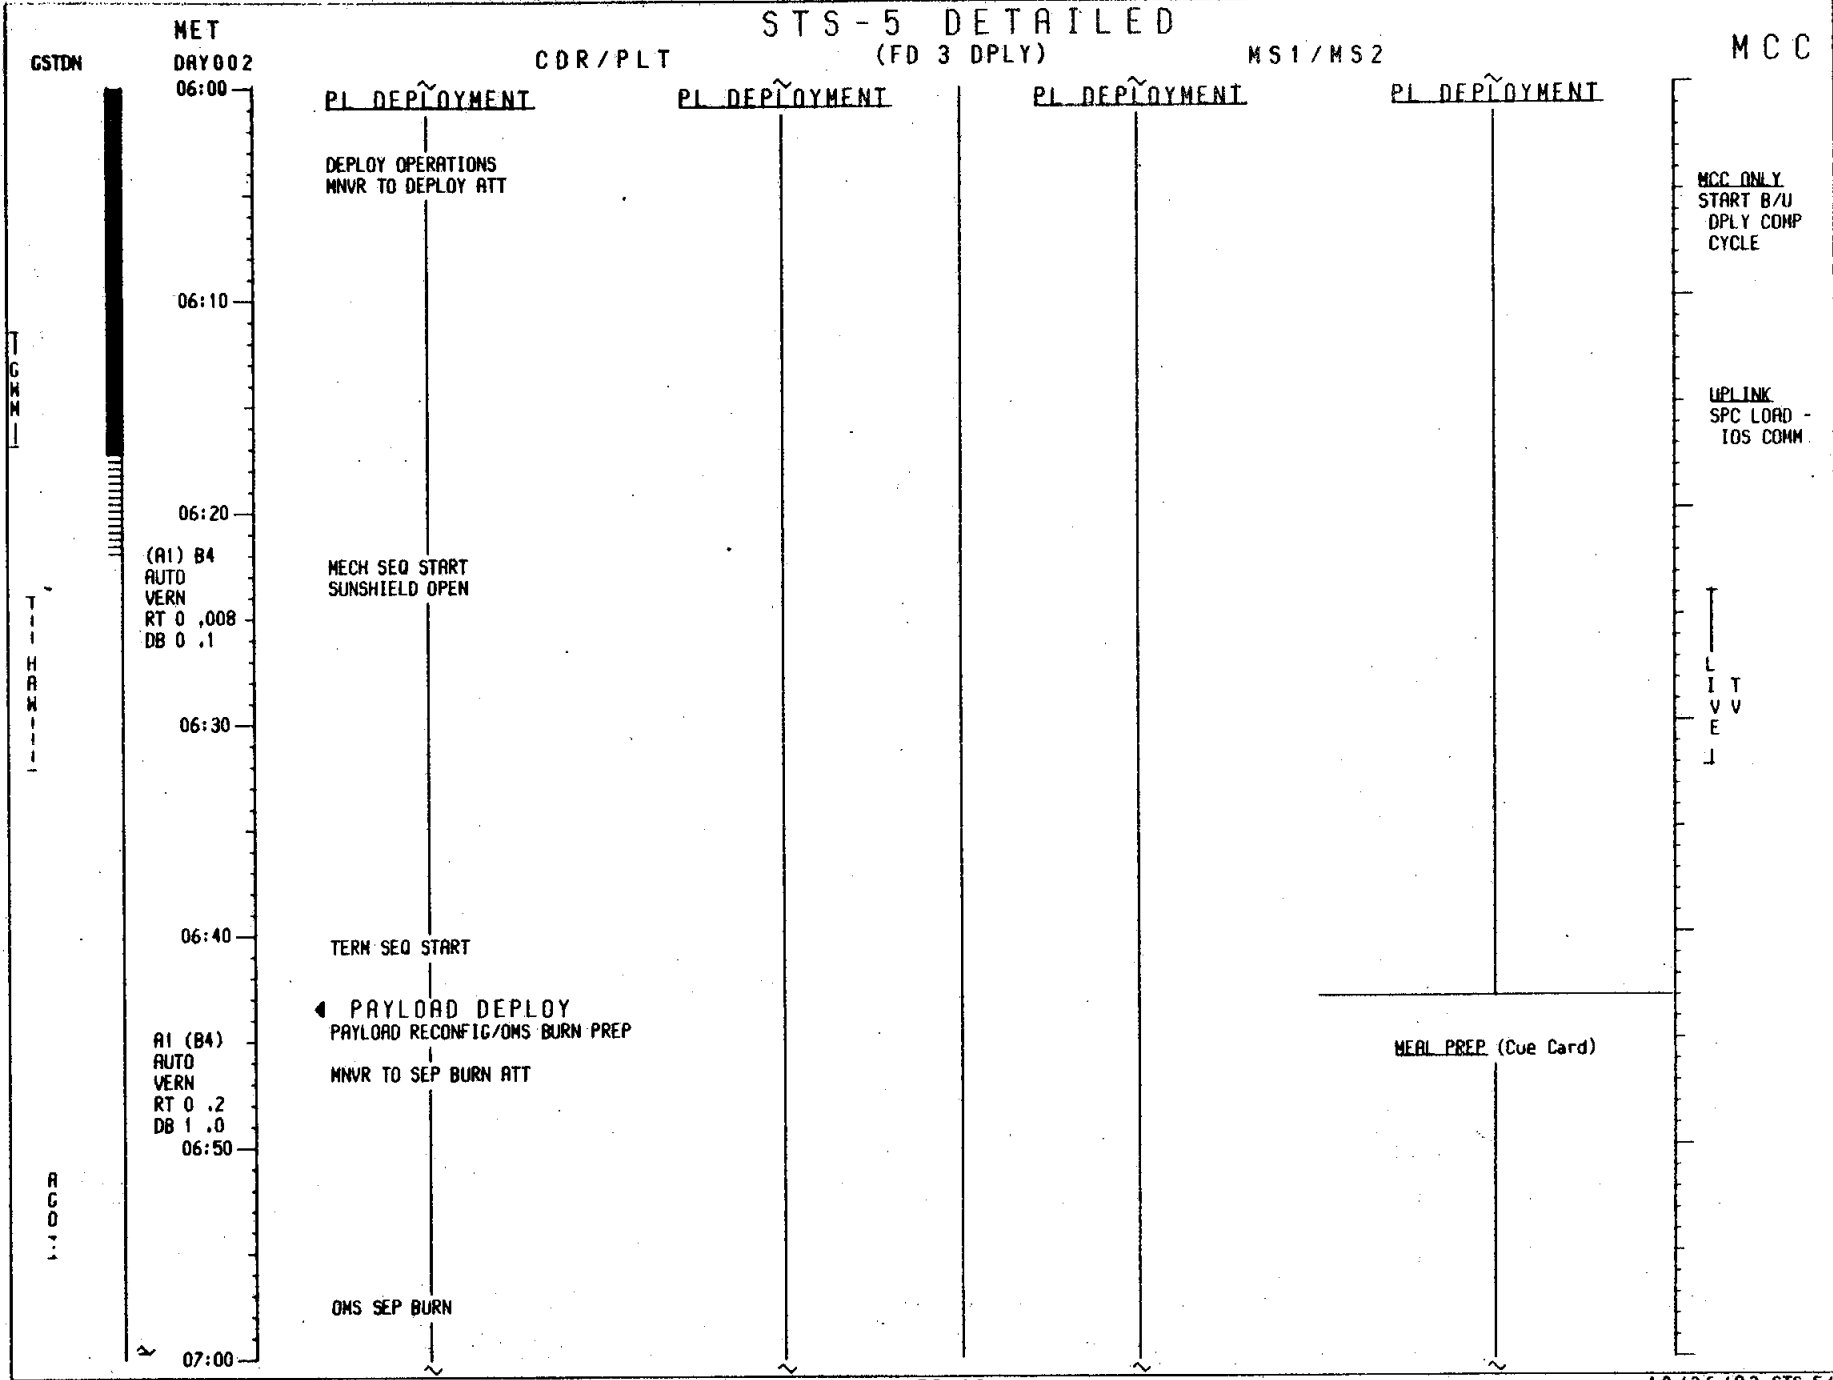 STS-5 DETAILED
MET
(FD 3 DPLY)
GSTDN
DAY002
CDR/PLT
MS1/MS2
MCC
06:00
PL DEPLOYMENT
PL DEPLOYMENT
PL DEPLOYMENT
PL DEPLOYMENT
DEPLOY OPERATIONS
MNVR TO DEPLOY ATT
MCC ONLY
START B/U
DPLY COMP
CYCLE
06:10
GWM
UPLINK
SPC LOAD -
IOS COMM
06:20
(A1) B4
AUTO
VERN
RT 0 .008
DB 0 .1
MECH SEQ START
SUNSHIELD OPEN
HAW
LIVE
TV
06:30
06:40
TERM SEQ START
PAYLOAD DEPLOY
PAYLOAD RECONFIG/OMS BURN PREP
A1 (B4)
AUTO
VERN
RT 0 .2
DB 1 .0
MNVR TO SEP BURN ATT
MEAL PREP (Cue Card)
06:50
AGO
OMS SEP BURN
07:00